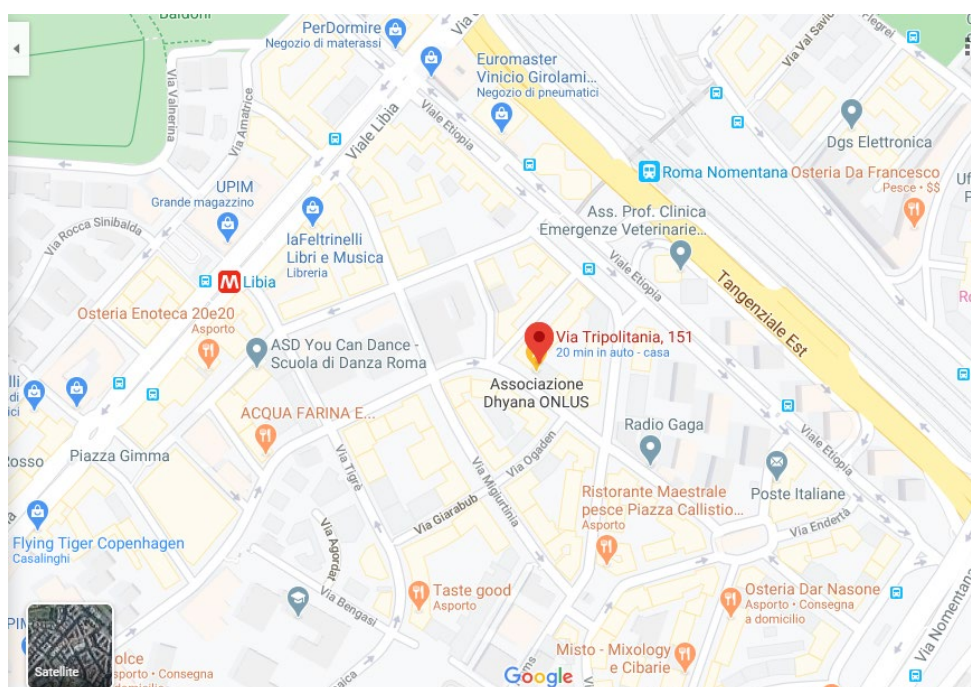 Baldoni
PerDormire
Negozio di materassi
Euromaster
Vinicio Girolami...
Negozio di pneumatici
Via Val Savio
Flegrei
Via Valnerina
Via Amatrice
Viale Libia
Viale Etiopia
Dgs Elettronica
Roma Nomentana
Osteria Da Francesco
Pesce • $$
UPIM
Grande magazzino
Ass. Prof. Clinica
Emergenze Veterinarie...
Via Rocca Sinibalda
laFeltrinelli
Libri e Musica
Libreria
M Libia
Viale Etiopia
Tangenziale Est
Osteria Enoteca 20e20
Asporto
ASD You Can Dance -
Scuola di Danza Roma
Via Tripolitania, 151
20 min in auto - casa
Associazione
Dhyana ONLUS
ACQUA FARINA E...
Radio Gaga
Piazza Gimma
Via Tigrè
Via Migiurtinia
Via Ogaden
Viale Etiopia
Poste Italiane
Ristorante Maestrale
pesce Piazza Callistio...
Asporto
Via Giarabub
Via Endertà
Flying Tiger Copenhagen
Casalinghi
Via Agordat
Via Bengasi
Taste good
Asporto
Osteria Dar Nasone
Asporto • Consegna
a domicilio
Via Nomentana
Misto - Mixology
e Cibarie
Satellite
Google